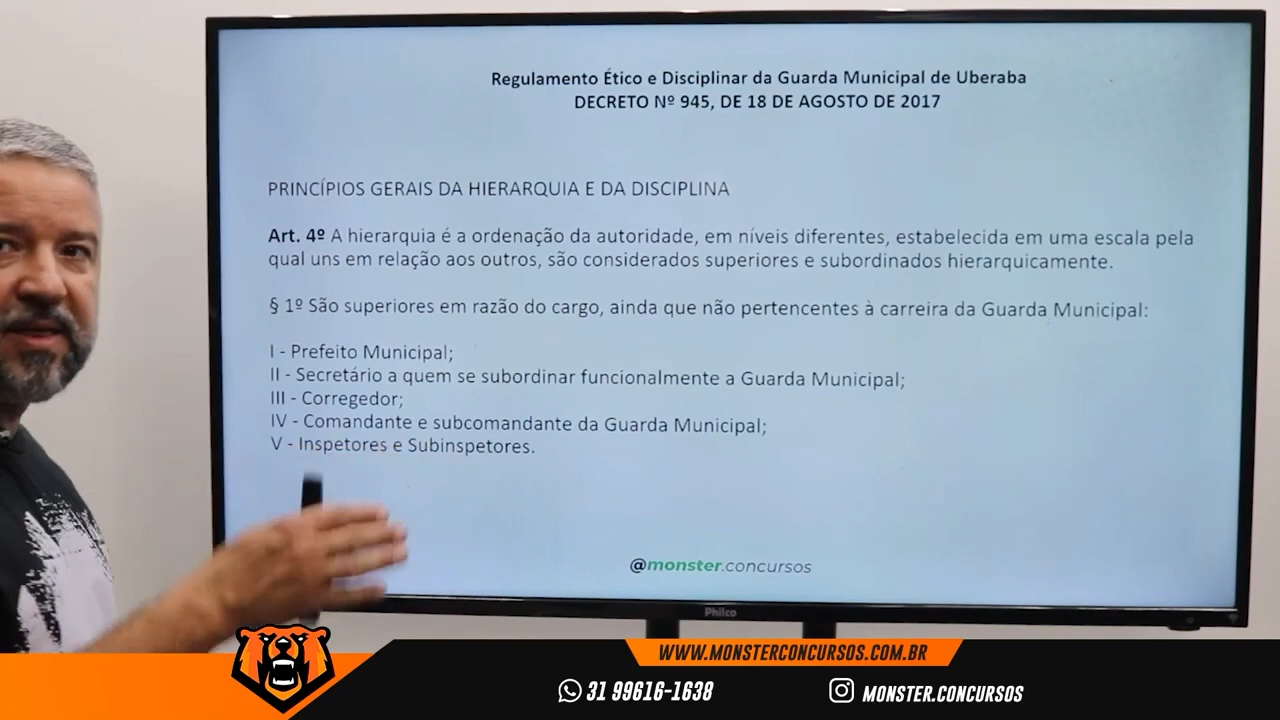 Regulamento Ético e Disciplinar da Guarda Municipal de Uberaba
DECRETO Nº 945, DE 18 DE AGOSTO DE 2017
PRINCÍPIOS GERAIS DA HIERARQUIA E DA DISCIPLINA
Art. 4º A hierarquia é a ordenação da autoridade, em níveis diferentes, estabelecida em uma escala pela
qual uns em relação aos outros, são considerados superiores e subordinados hierarquicamente.
§ 1º São superiores em razão do cargo, ainda que não pertencentes à carreira da Guarda Municipal:
I - Prefeito Municipal;
II - Secretário a quem se subordinar funcionalmente a Guarda Municipal;
III - Corregedor;
IV - Comandante e subcomandante da Guarda Municipal;
V - Inspetores e Subinspetores.
@monster.concursos
Philco
WWW.MONSTERCONCURSOS.COM.BR
31 99616-1638
MONSTER.CONCURSOS